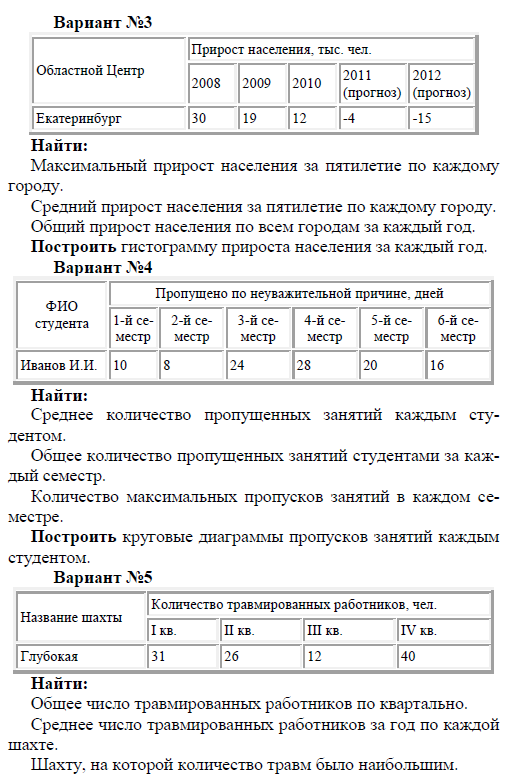 Вариант №3
Прирост населения, тыс. чел.
Областной Центр
2008 2009 2010 2011 (прогноз) 2012 (прогноз)
Екатеринбург 30 19 12 -4 -15
Найти:
Максимальный прирост населения за пятилетие по каждому
городу.
Средний прирост населения за пятилетие по каждому городу.
Общий прирост населения по всем городам за каждый год.
Построить гистограмму прироста населения за каждый год.
Вариант №4
ФИО студента
Пропущено по неуважительной причине, дней
1-й се- 2-й се- 3-й се- 4-й се- 5-й се- 6-й се-
местр местр местр местр местр местр
Иванов И.И. 10 8 24 28 20 16
Найти:
Среднее количество пропущенных занятий каждым сту-
дентом.
Общее количество пропущенных занятий студентами за каж-
дый семестр.
Количество максимальных пропусков занятий в каждом се-
местре.
Построить круговые диаграммы пропусков занятий каждым
студентом.
Вариант №5
Название шахты
Количество травмированных работников, чел.
I кв. II кв. III кв. IV кв.
Глубокая 31 26 12 40
Найти:
Общее число травмированных работников по квартально.
Среднее число травмированных работников за год по каждой
шахте.
Шахту, на которой количество травм было наибольшим.